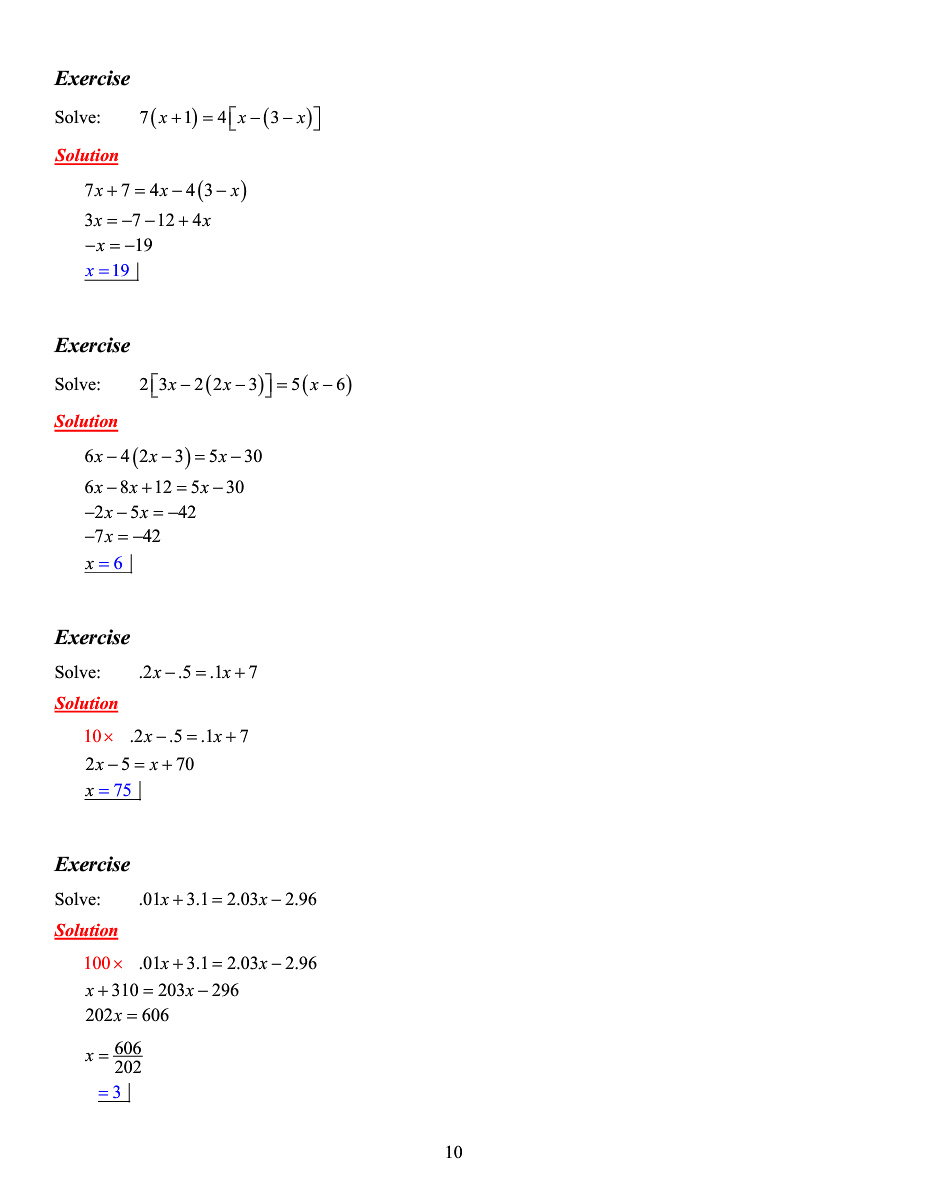 Exercise
Solve: 7(x+1)=4[x−(3−x)]
Solution
7x+7=4x−4(3−x)
3x=−7−12+4x
−x=−19
x=19
Exercise
Solve: 2[3x−2(2x−3)]=5(x−6)
Solution
6x−4(2x−3)=5x−30
6x−8x+12=5x−30
−2x−5x=−42
−7x=−42
x=6
Exercise
Solve: .2x−.5=.1x+7
Solution
10× .2x−.5=.1x+7
2x−5=x+70
x=75
Exercise
Solve: .01x+3.1=2.03x−2.96
Solution
100× .01x+3.1=2.03x−2.96
x+310=203x−296
202x=606
x=606/202
=3
10